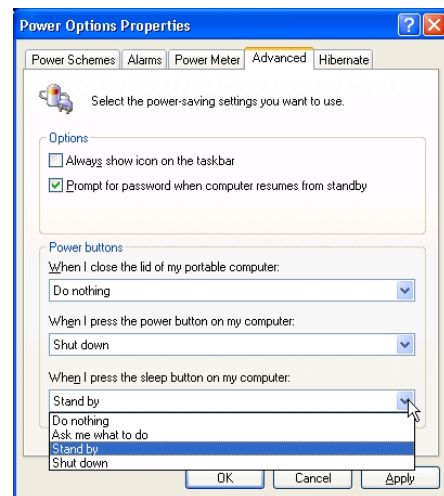 Power Options Properties
Power Schemes Alarms Power Meter Advanced Hibernate
Select the power-saving settings you want to use.
Options
Always show icon on the taskbar
Prompt for password when computer resumes from standby
Power buttons
When I close the lid of my portable computer:
Do nothing
When I press the power button on my computer:
Shut down
When I press the sleep button on my computer:
Stand by
Do nothing
Ask me what to do
Stand by
Shut down
OK Cancel Apply